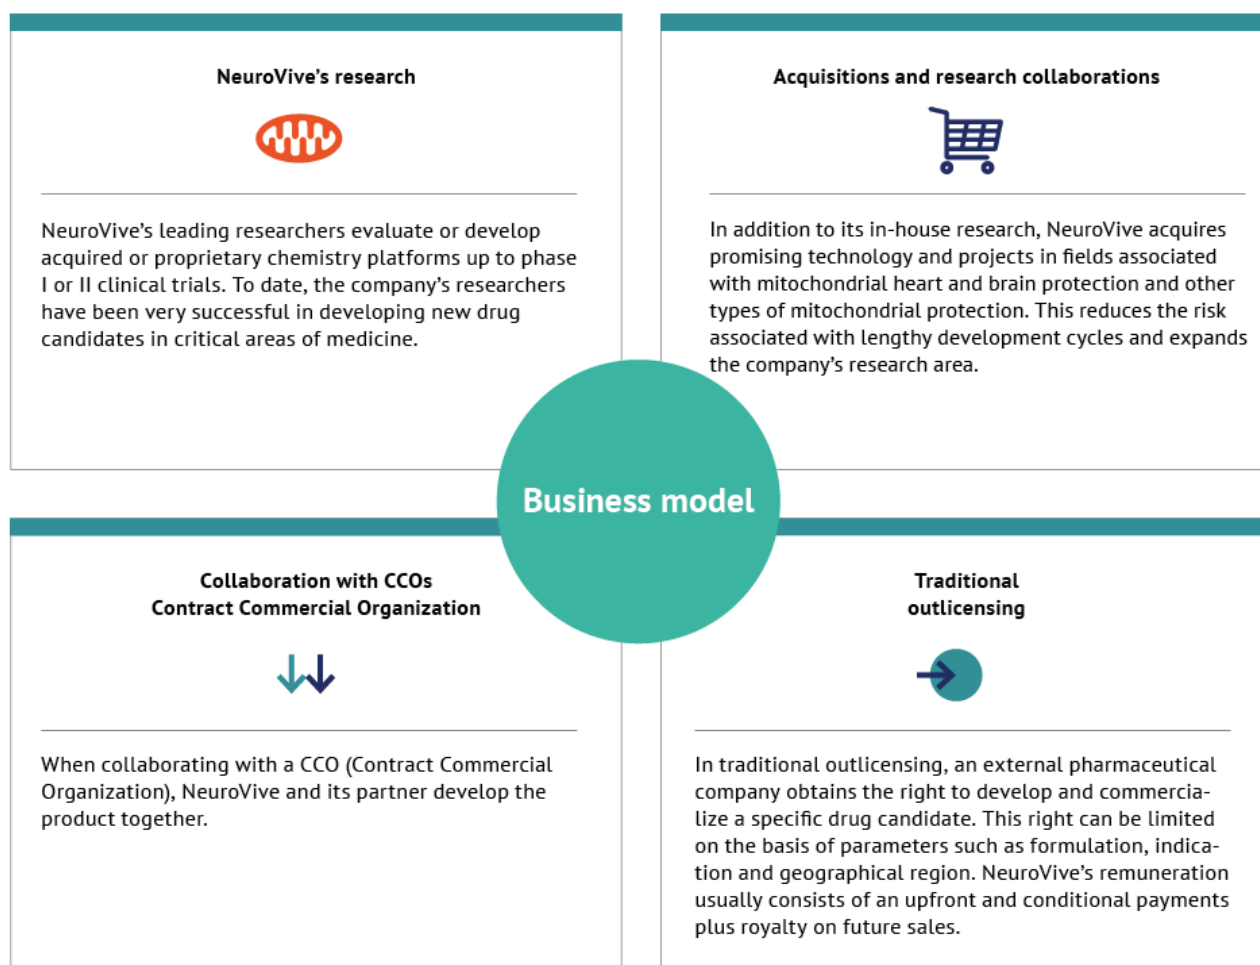 NeuroVive’s research
NeuroVive’s leading researchers evaluate or develop
acquired or proprietary chemistry platforms up to phase
I or II clinical trials. To date, the company’s researchers
have been very successful in developing new drug
candidates in critical areas of medicine.
Acquisitions and research collaborations
In addition to its in-house research, NeuroVive acquires
promising technology and projects in fields associated
with mitochondrial heart and brain protection and other
types of mitochondrial protection. This reduces the risk
associated with lengthy development cycles and expands
the company’s research area.
Business model
Collaboration with CCOs
Contract Commercial Organization
When collaborating with a CCO (Contract Commercial
Organization), NeuroVive and its partner develop the
product together.
Traditional
outlicensing
In traditional outlicensing, an external pharmaceutical
company obtains the right to develop and commercia-
lize a specific drug candidate. This right can be limited
on the basis of parameters such as formulation, indica-
tion and geographical region. NeuroVive’s remuneration
usually consists of an upfront and conditional payments
plus royalty on future sales.